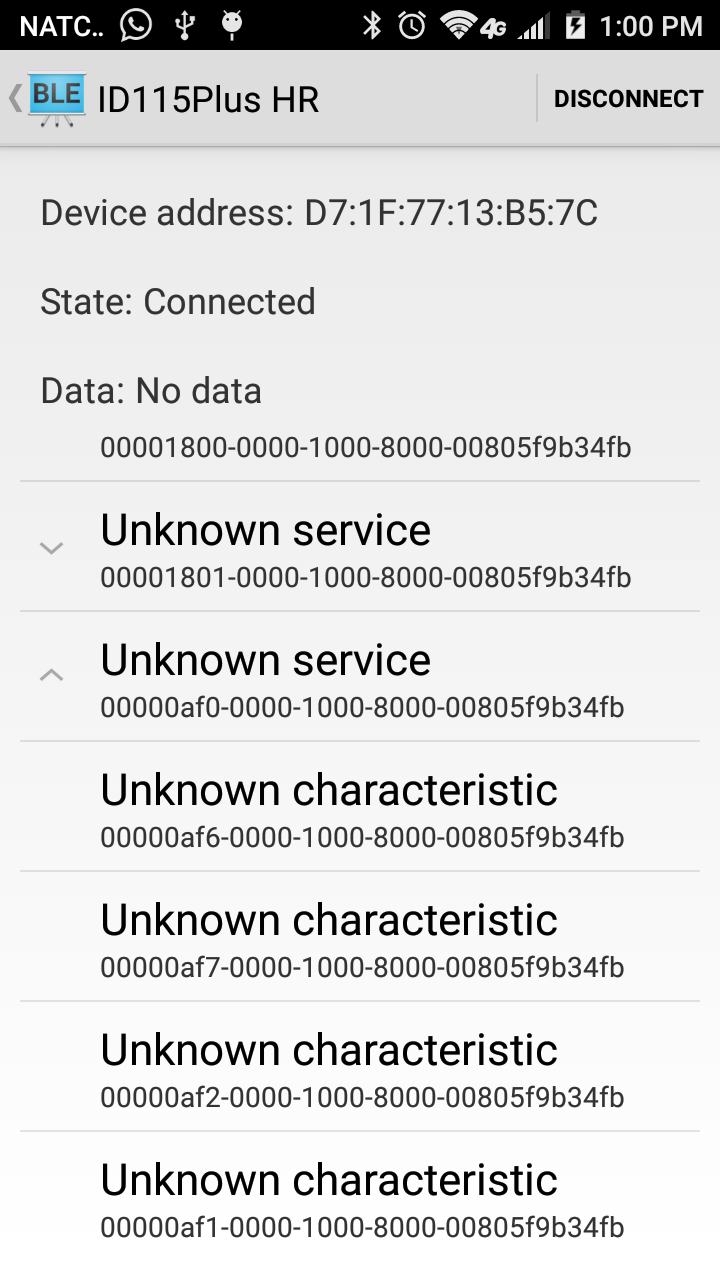 NATC.. 4G 1:00 PM
BLE ID115Plus HR DISCONNECT
Device address: D7:1F:77:13:B5:7C
State: Connected
Data: No data
00001800-0000-1000-8000-00805f9b34fb
Unknown service
00001801-0000-1000-8000-00805f9b34fb
Unknown service
00000af0-0000-1000-8000-00805f9b34fb
Unknown characteristic
00000af6-0000-1000-8000-00805f9b34fb
Unknown characteristic
00000af7-0000-1000-8000-00805f9b34fb
Unknown characteristic
00000af2-0000-1000-8000-00805f9b34fb
Unknown characteristic
00000af1-0000-1000-8000-00805f9b34fb